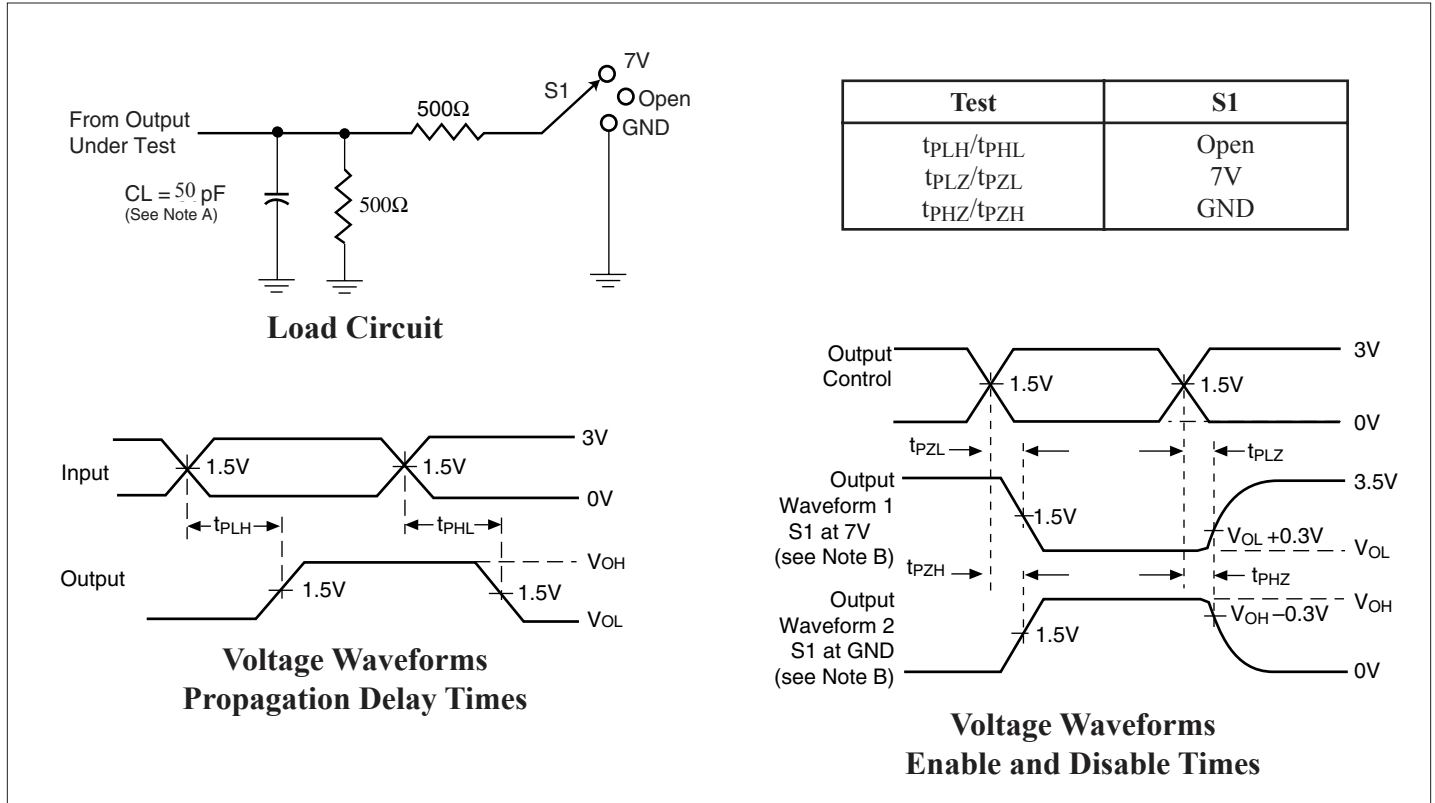 7V
S1
Open
500Ω
GND
From Output
Under Test
CL = 50 pF
(See Note A)
500Ω
Load Circuit
Test S1
tPLH/tPHL Open
tPLZ/tPZL 7V
tPHZ/tPZH GND
Input
1.5V
1.5V
3V
0V
tPLH
tPHL
Output
1.5V
1.5V
VOH
VOL
Voltage Waveforms
Propagation Delay Times
Output
Control
1.5V
1.5V
3V
0V
tPZL
tPLZ
Output
Waveform 1
S1 at 7V
(see Note B)
1.5V
3.5V
VOL +0.3V
VOL
tPZH
tPHZ
Output
Waveform 2
S1 at GND
(see Note B)
1.5V
VOH
VOH –0.3V
0V
Voltage Waveforms
Enable and Disable Times